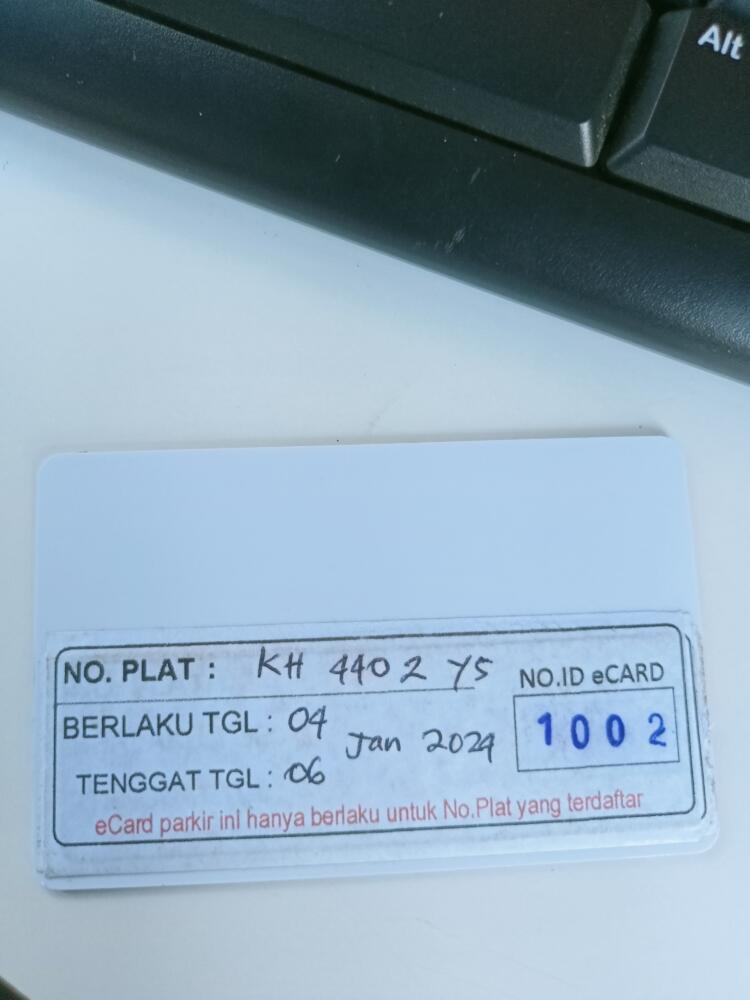 Alt
NO. PLAT : KH 4402 YS
NO.ID eCARD
1002
BERLAKU TGL : 04
Jan 2024
TENGGAT TGL : 06
eCard parkir ini hanya berlaku untuk No.Plat yang terdaftar